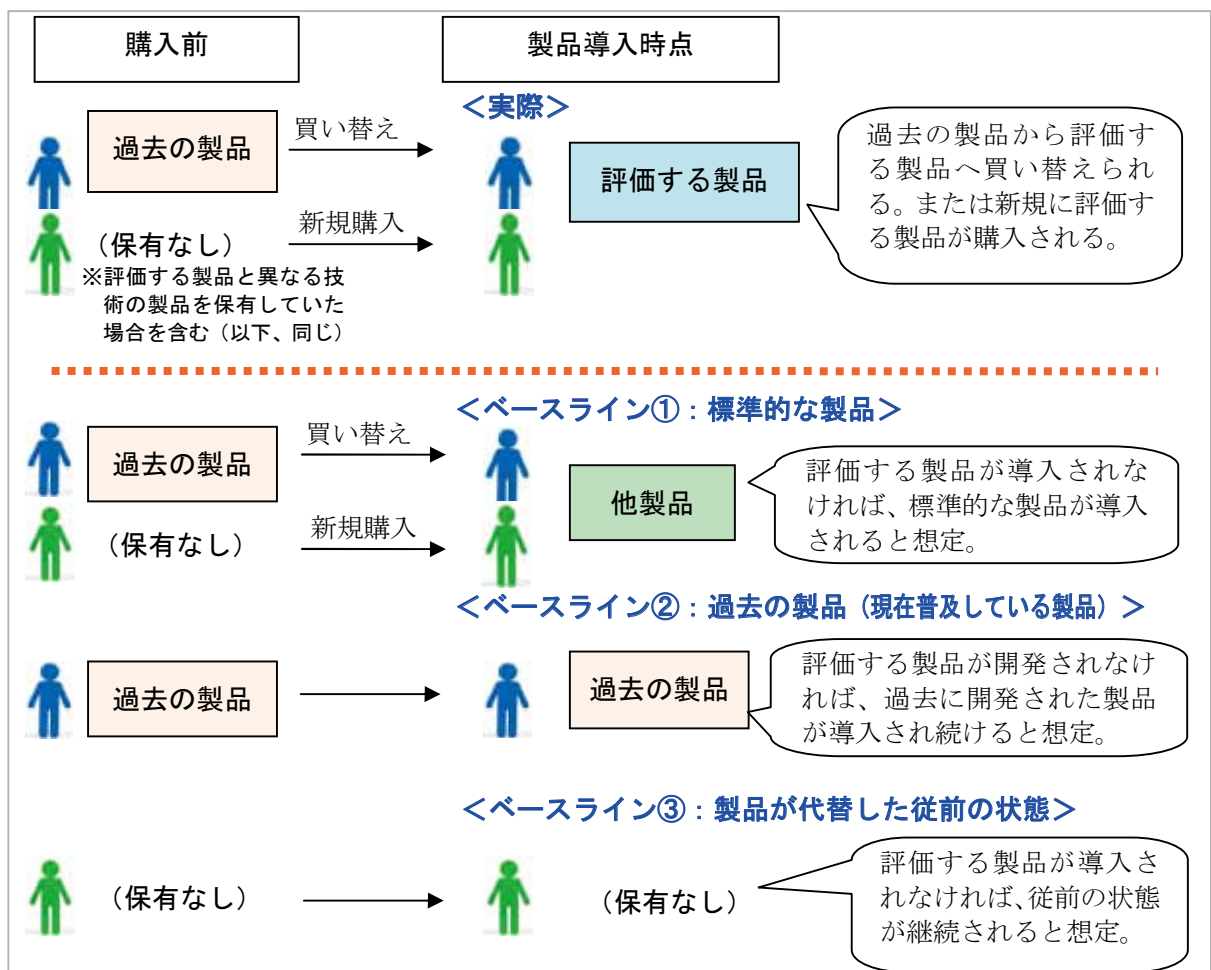 購入前
製品導入時点
＜実際＞
過去の製品
買い替え
評価する製品
過去の製品から評価す
る製品へ買い替えられ
る。または新規に評価す
る製品が購入される。
（保有なし）
新規購入
※評価する製品と異なる技
術の製品を保有していた
場合を含む（以下、同じ）
＜ベースライン①：標準的な製品＞
過去の製品
買い替え
他製品
評価する製品が導入されな
ければ、標準的な製品が導入
されると想定。
（保有なし）
新規購入
＜ベースライン②：過去の製品（現在普及している製品）＞
過去の製品
過去の製品
評価する製品が開発されなけ
れば、過去に開発された製品
が導入され続けると想定。
＜ベースライン③：製品が代替した従前の状態＞
（保有なし）
（保有なし）
評価する製品が導入さ
れなければ、従前の状態
が継続されると想定。